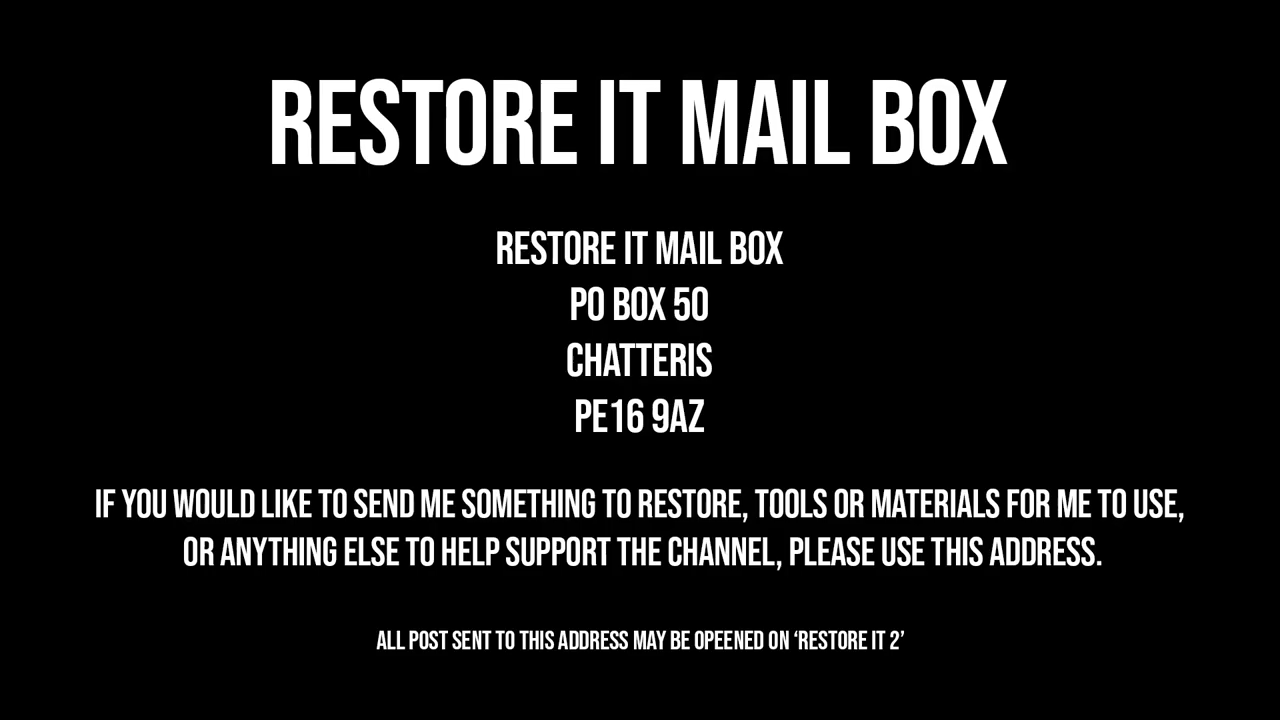 RESTORE IT MAIL BOX
RESTORE IT MAIL BOX
PO BOX 50
CHATTERIS
PE16 9AZ
IF YOU WOULD LIKE TO SEND ME SOMETHING TO RESTORE, TOOLS OR MATERIALS FOR ME TO USE,
OR ANYTHING ELSE TO HELP SUPPORT THE CHANNEL, PLEASE USE THIS ADDRESS.
ALL POST SENT TO THIS ADDRESS MAY BE OPEENED ON ‘RESTORE IT 2’